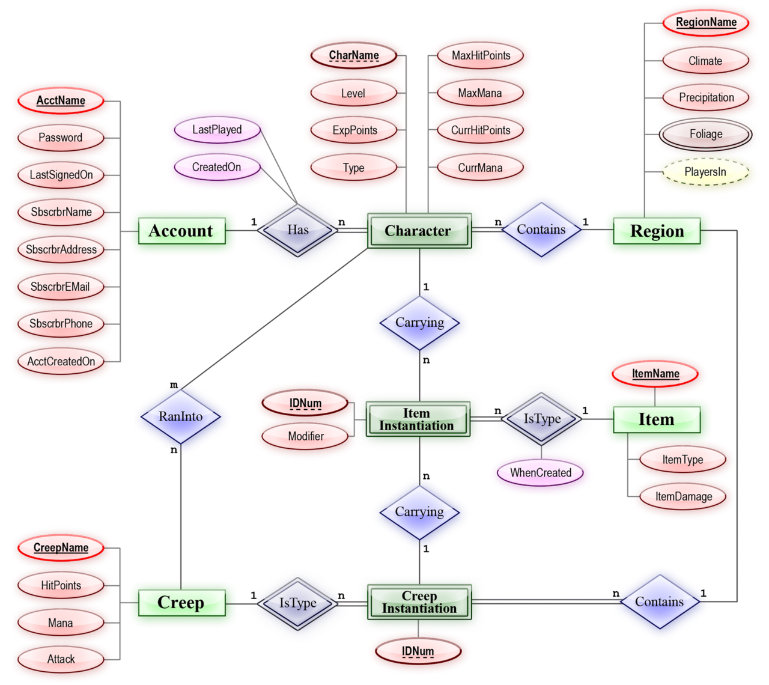 RegionName
CharName
MaxHitPoints
Climate
AcctName
Level
MaxMana
Precipitation
Password
LastPlayed
ExpPoints
CurrHitPoints
Foliage
LastSignedOn
CreatedOn
Type
CurrMana
PlayersIn
SbscrbrName
Account
1
Has
n
Character
n
Contains
1
Region
SbscrbrAddress
SbscrbrEMail
1
SbscrbrPhone
Carrying
AcctCreatedOn
n
ItemName
m
RanInto
n
IDNum
Modifier
Item
Instantiation
n
IsType
1
Item
ItemType
WhenCreated
n
ItemDamage
Carrying
CreepName
1
HitPoints
Creep
1
IsType
n
Creep
Instantiation
n
Contains
1
Mana
Attack
IDNum